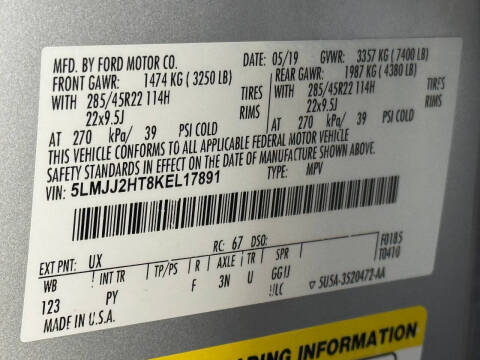 MFD. BY FORD MOTOR CO. DATE: 05/19 GVWR: 3357 KG (7400 LB)
FRONT GAWR: 1474 KG (3250 LB) REAR GAWR: 1987 KG (4380 LB)
WITH 285/45R22 114H TIRES WITH 285/45R22 114H TIRES
22x9.5J RIMS 22x9.5J RIMS
AT 270 kPa/ 39 PSI COLD AT 270 kPa/ 39 PSI COLD
THIS VEHICLE CONFORMS TO ALL APPLICABLE FEDERAL MOTOR VEHICLE
SAFETY STANDARDS IN EFFECT ON THE DATE OF MANUFACTURE SHOWN ABOVE.
VIN: 5LMJJ2HT8KEL17891 TYPE: MPV
EXT PNT: UX RC: 67 DSO: F0185
WB INT TR TP/PS R AXLE TR SPR T0410
123 PY F 3N U GGIJ
MADE IN U.S.A. ULC 5U5A-3520472-AA
ADING INFORMATION